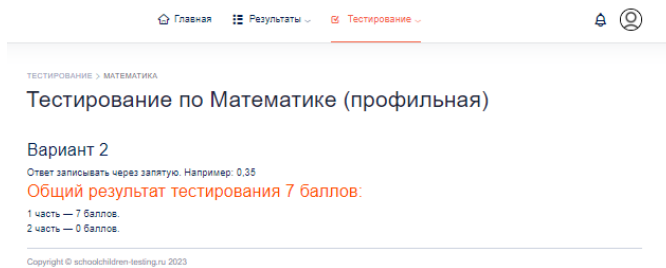 Главная Результаты Тестирование
ТЕСТИРОВАНИЕ > МАТЕМАТИКА
Тестирование по Математике (профильная)
Вариант 2
Ответ записывать через запятую. Например: 0,35
Общий результат тестирования 7 баллов:
1 часть — 7 баллов.
2 часть — 0 баллов.
Copyright © schoolchildren-testing.ru 2023